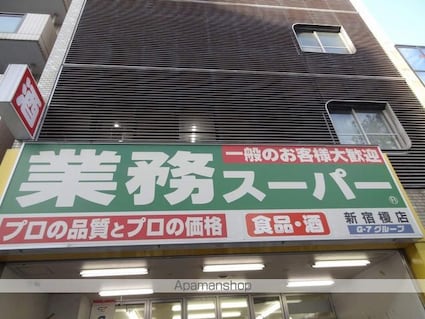 一般のお客様大歓迎
業務スーパー®
プロの品質とプロの価格
食品・酒
新宿榎店
G-7グループ
Apamanshop